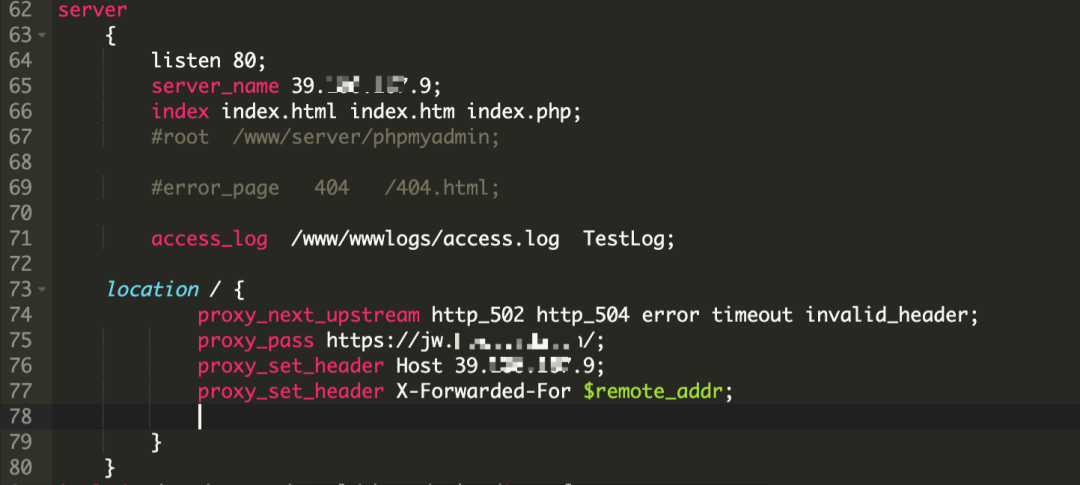 62 server
63 {
64 listen 80;
65 server_name 39. .9;
66 index index.html index.htm index.php;
67 #root /www/server/phpmyadmin;
68
69 #error_page 404 /404.html;
70
71 access_log /www/wwwlogs/access.log TestLog;
72
73 location / {
74 proxy_next_upstream http_502 http_504 error timeout invalid_header;
75 proxy_pass https://jw. /;
76 proxy_set_header Host 39. .9;
77 proxy_set_header X-Forwarded-For $remote_addr;
78
79 }
80 }